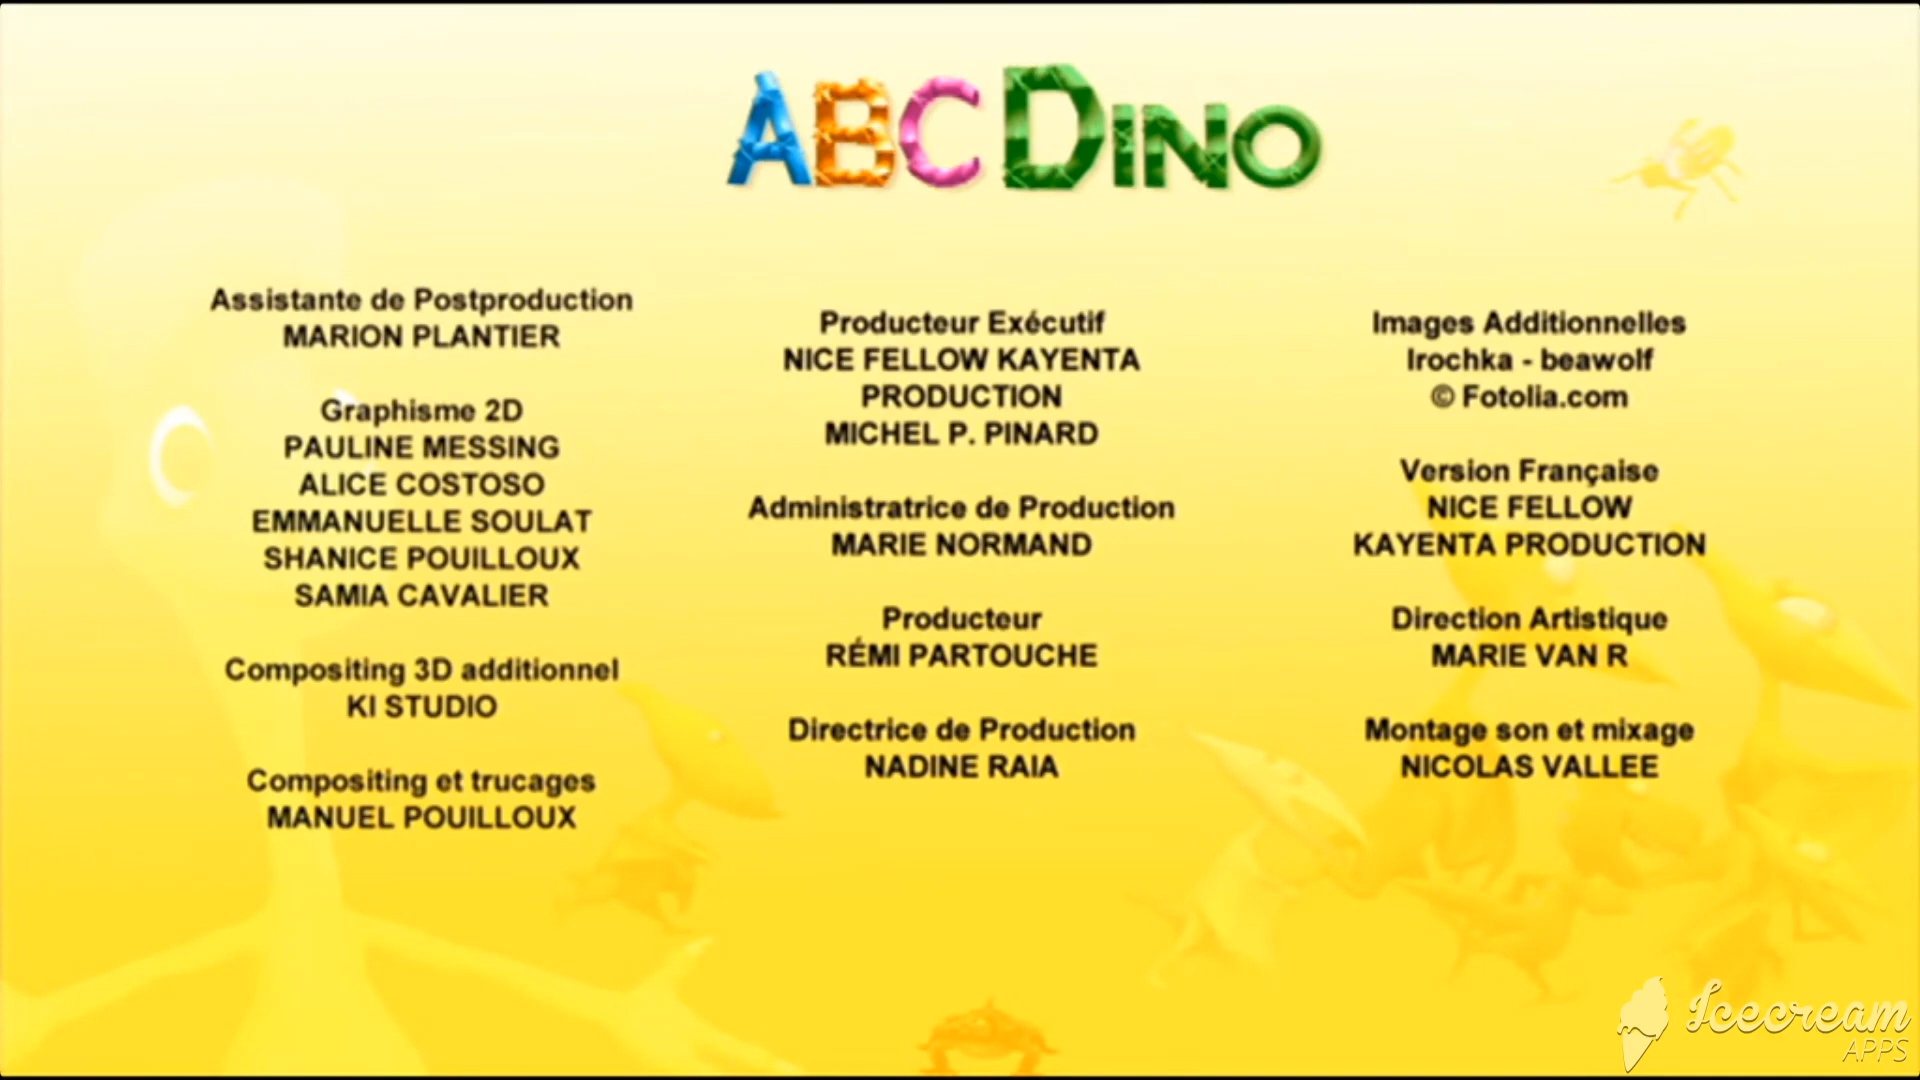 ABC DINO
Assistante de Postproduction
MARION PLANTIER
Graphisme 2D
PAULINE MESSING
ALICE COSTOSO
EMMANUELLE SOULAT
SHANICE POUILLOUX
SAMIA CAVALIER
Compositing 3D additionnel
KI STUDIO
Compositing et trucages
MANUEL POUILLOUX
Producteur Exécutif
NICE FELLOW KAYENTA
PRODUCTION
MICHEL P. PINARD
Administratrice de Production
MARIE NORMAND
Producteur
RÉMI PARTOUCHE
Directrice de Production
NADINE RAIA
Images Additionnelles
Irochka - beawolf
© Fotolia.com
Version Française
NICE FELLOW
KAYENTA PRODUCTION
Direction Artistique
MARIE VAN R
Montage son et mixage
NICOLAS VALLEE
Icecream
APPS